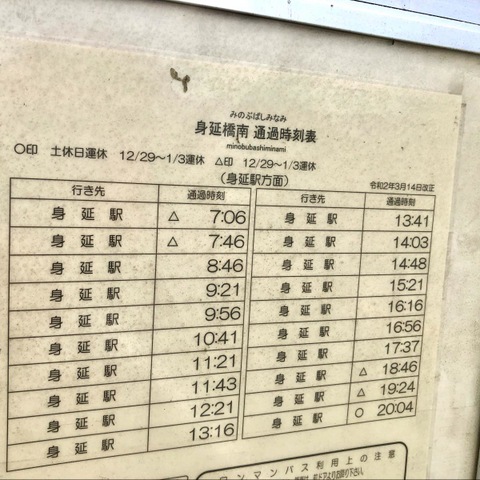 みのぶばしみなみ
身延橋南 通過時刻表
minobubashiminami
〇印 土休日運休 12/29～1/3運休 △印 12/29～1/3運休
(身延駅方面)
令和2年3月14日改正
行き先 通過時刻
身延駅 △ 7:06
身延駅 △ 7:46
身延駅 8:46
身延駅 9:21
身延駅 9:56
身延駅 10:41
身延駅 11:21
身延駅 11:43
身延駅 12:21
身延駅 13:16
行き先 通過時刻
身延駅 13:41
身延駅 14:03
身延駅 14:48
身延駅 15:21
身延駅 16:16
身延駅 16:56
身延駅 17:37
身延駅 △ 18:46
身延駅 △ 19:24
身延駅 〇 20:04
ワンマンバス利用上の注意